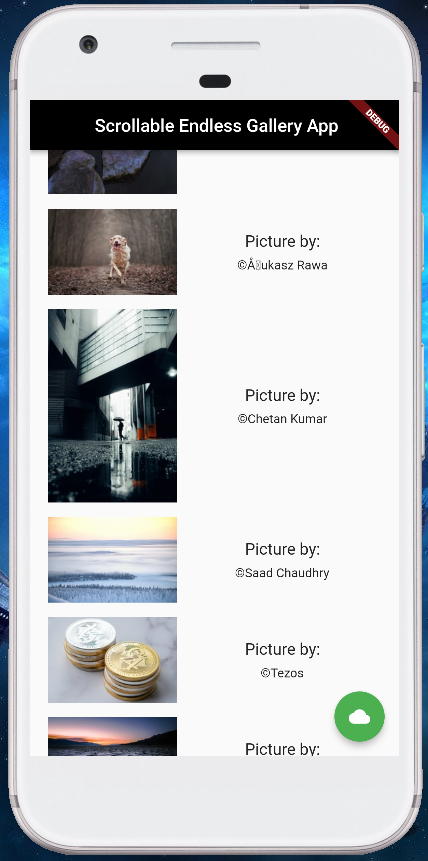 Scrollable Endless Gallery App
DEBUG
Picture by:
©Å▯ukasz Rawa
Picture by:
©Chetan Kumar
Picture by:
©Saad Chaudhry
Picture by:
©Tezos
Picture by: